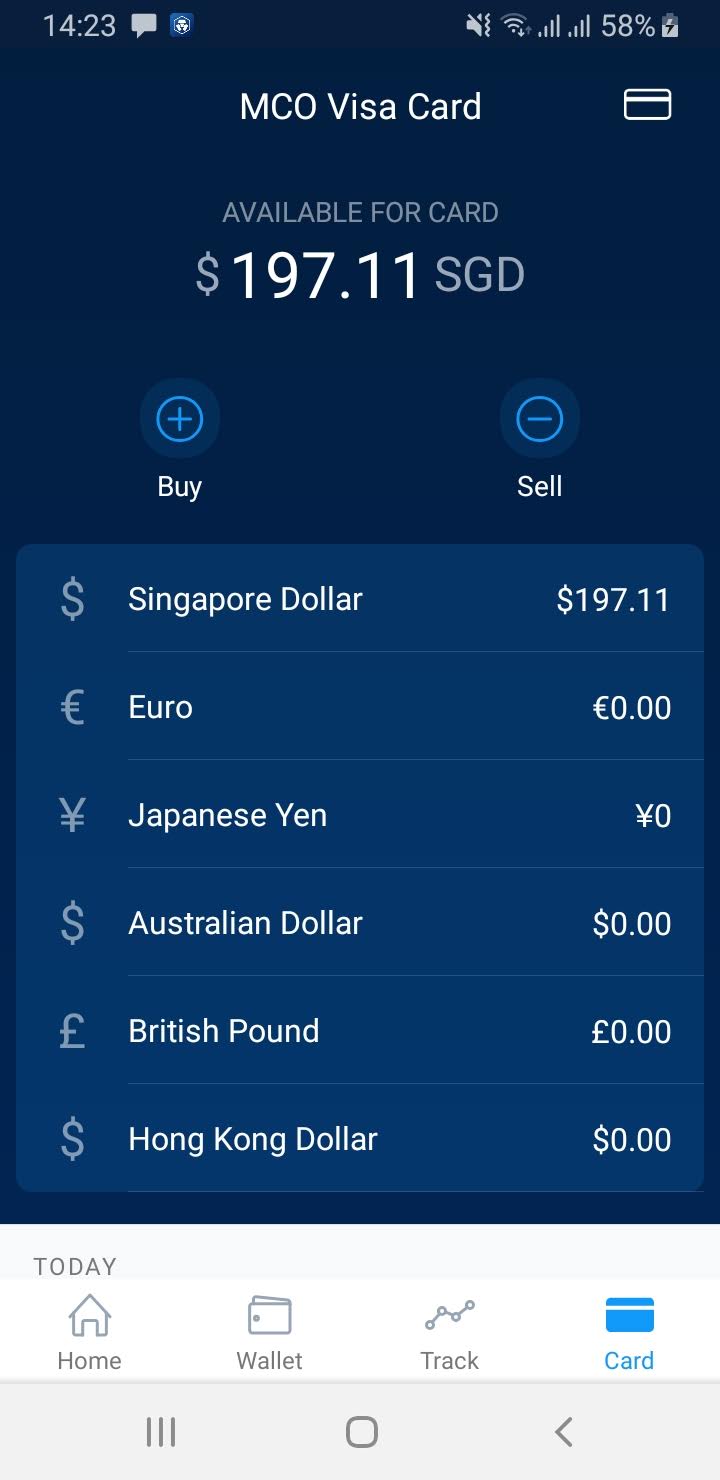 14:23 58%
MCO Visa Card
AVAILABLE FOR CARD
$ 197.11 SGD
Buy Sell
$ Singapore Dollar $197.11
€ Euro €0.00
¥ Japanese Yen ¥0
$ Australian Dollar $0.00
£ British Pound £0.00
$ Hong Kong Dollar $0.00
TODAY
Home Wallet Track Card